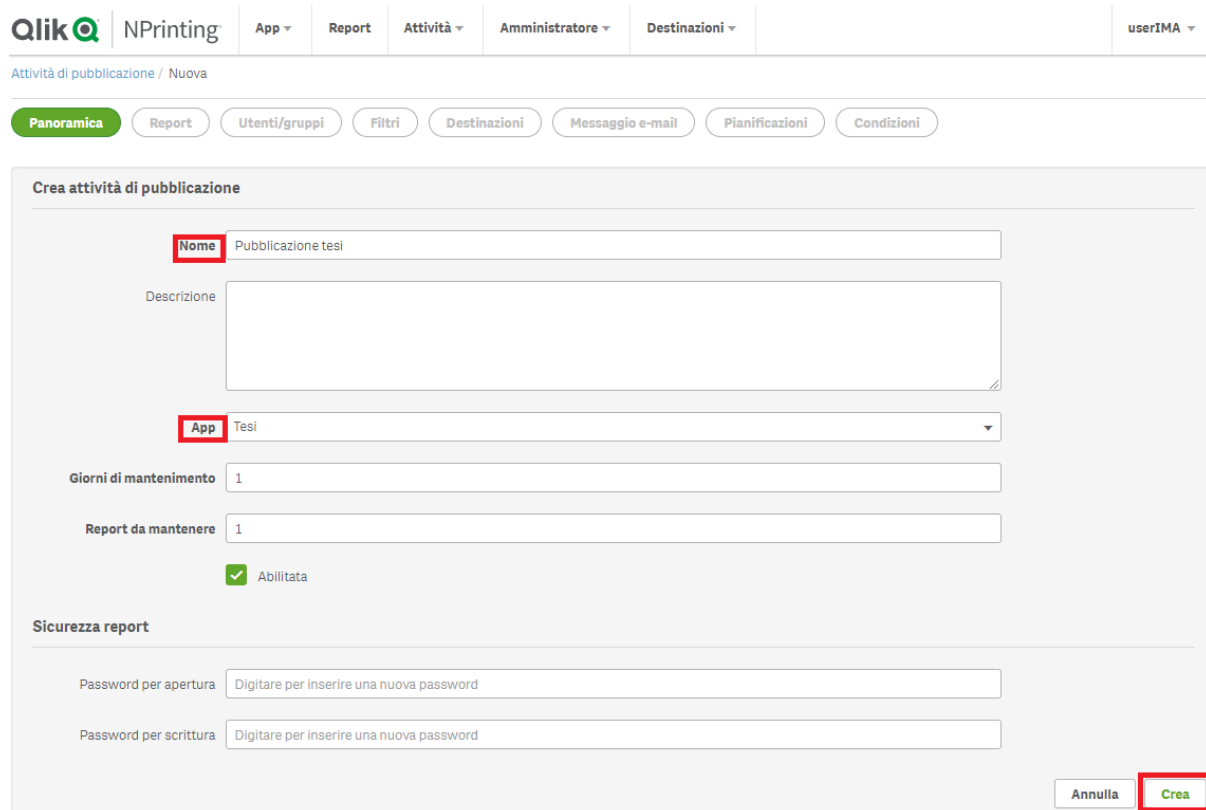 Qlik Q NPrinting App Report Attività Amministratore Destinazioni userIMA
Attività di pubblicazione / Nuova
Panoramica Report Utenti/gruppi Filtri Destinazioni Messaggio e-mail Pianificazioni Condizioni
Crea attività di pubblicazione
Nome Pubblicazione tesi
Descrizione
App Tesi
Giorni di mantenimento 1
Report da mantenere 1
Abilitata
Sicurezza report
Password per apertura Digitare per inserire una nuova password
Password per scrittura Digitare per inserire una nuova password
Annulla Crea